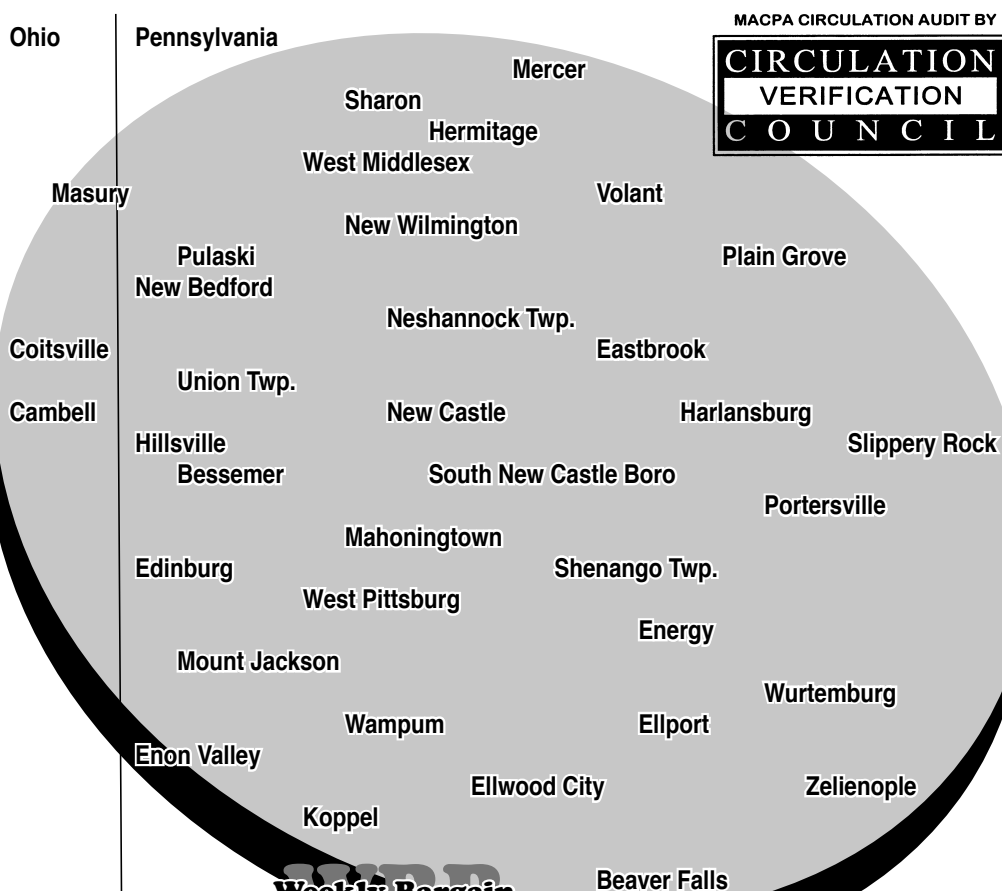 MACPA CIRCULATION AUDIT BY
CIRCULATION
VERIFICATION
COUNCIL
Ohio
Pennsylvania
Mercer
Sharon
Hermitage
West Middlesex
Masury
Volant
New Wilmington
Pulaski
Plain Grove
New Bedford
Neshannock Twp.
Coitsville
Eastbrook
Union Twp.
Cambell
New Castle
Harlansburg
Hillsville
Slippery Rock
Bessemer
South New Castle Boro
Portersville
Mahoningtown
Edinburg
Shenango Twp.
West Pittsburg
Energy
Mount Jackson
Wurtemburg
Wampum
Ellport
Enon Valley
Ellwood City
Zelienople
Koppel
WBP
Weekly Bargain
Beaver Falls